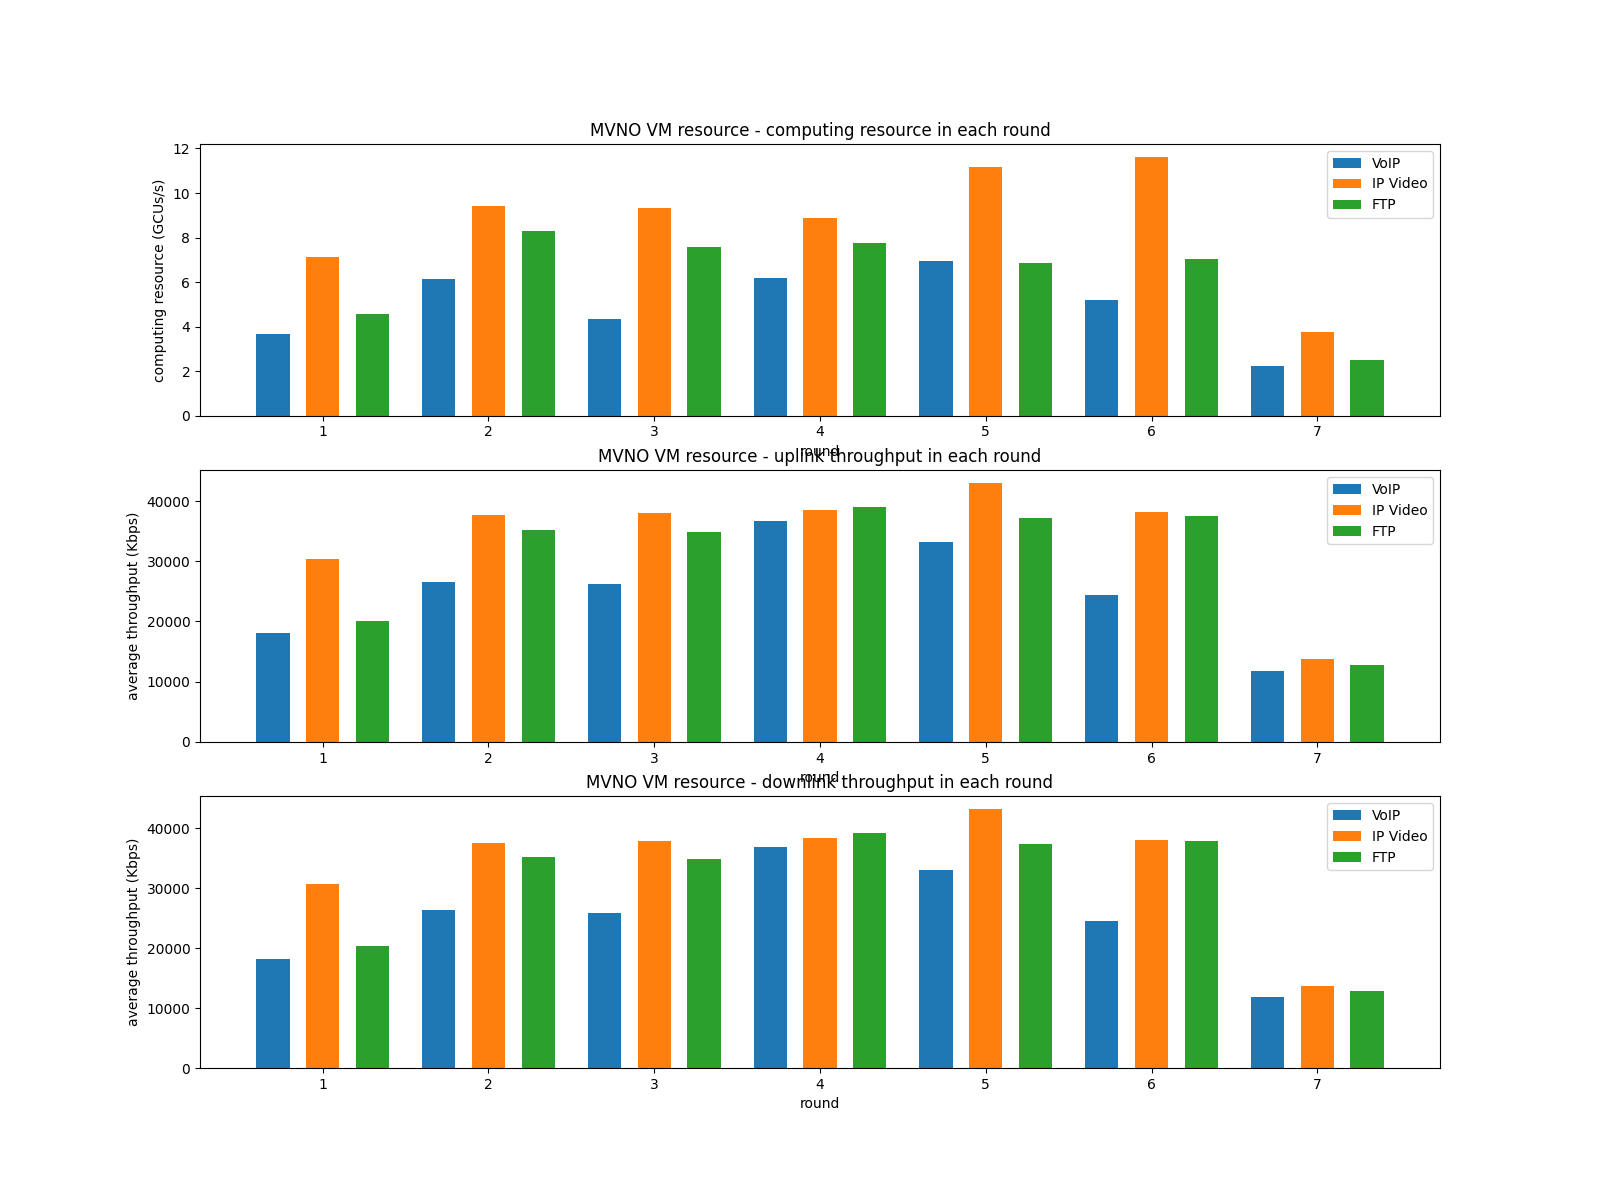 MVNO VM resource - computing resource in each round
computing resource (GCUs/s)
12
10
8
6
4
2
0
VoIP
IP Video
FTP
1 2 3 4 5 6 7
round
MVNO VM resource - uplink throughput in each round
average throughput (Kbps)
40000
30000
20000
10000
0
VoIP
IP Video
FTP
1 2 3 4 5 6 7
round
MVNO VM resource - downlink throughput in each round
average throughput (Kbps)
40000
30000
20000
10000
0
VoIP
IP Video
FTP
1 2 3 4 5 6 7
round